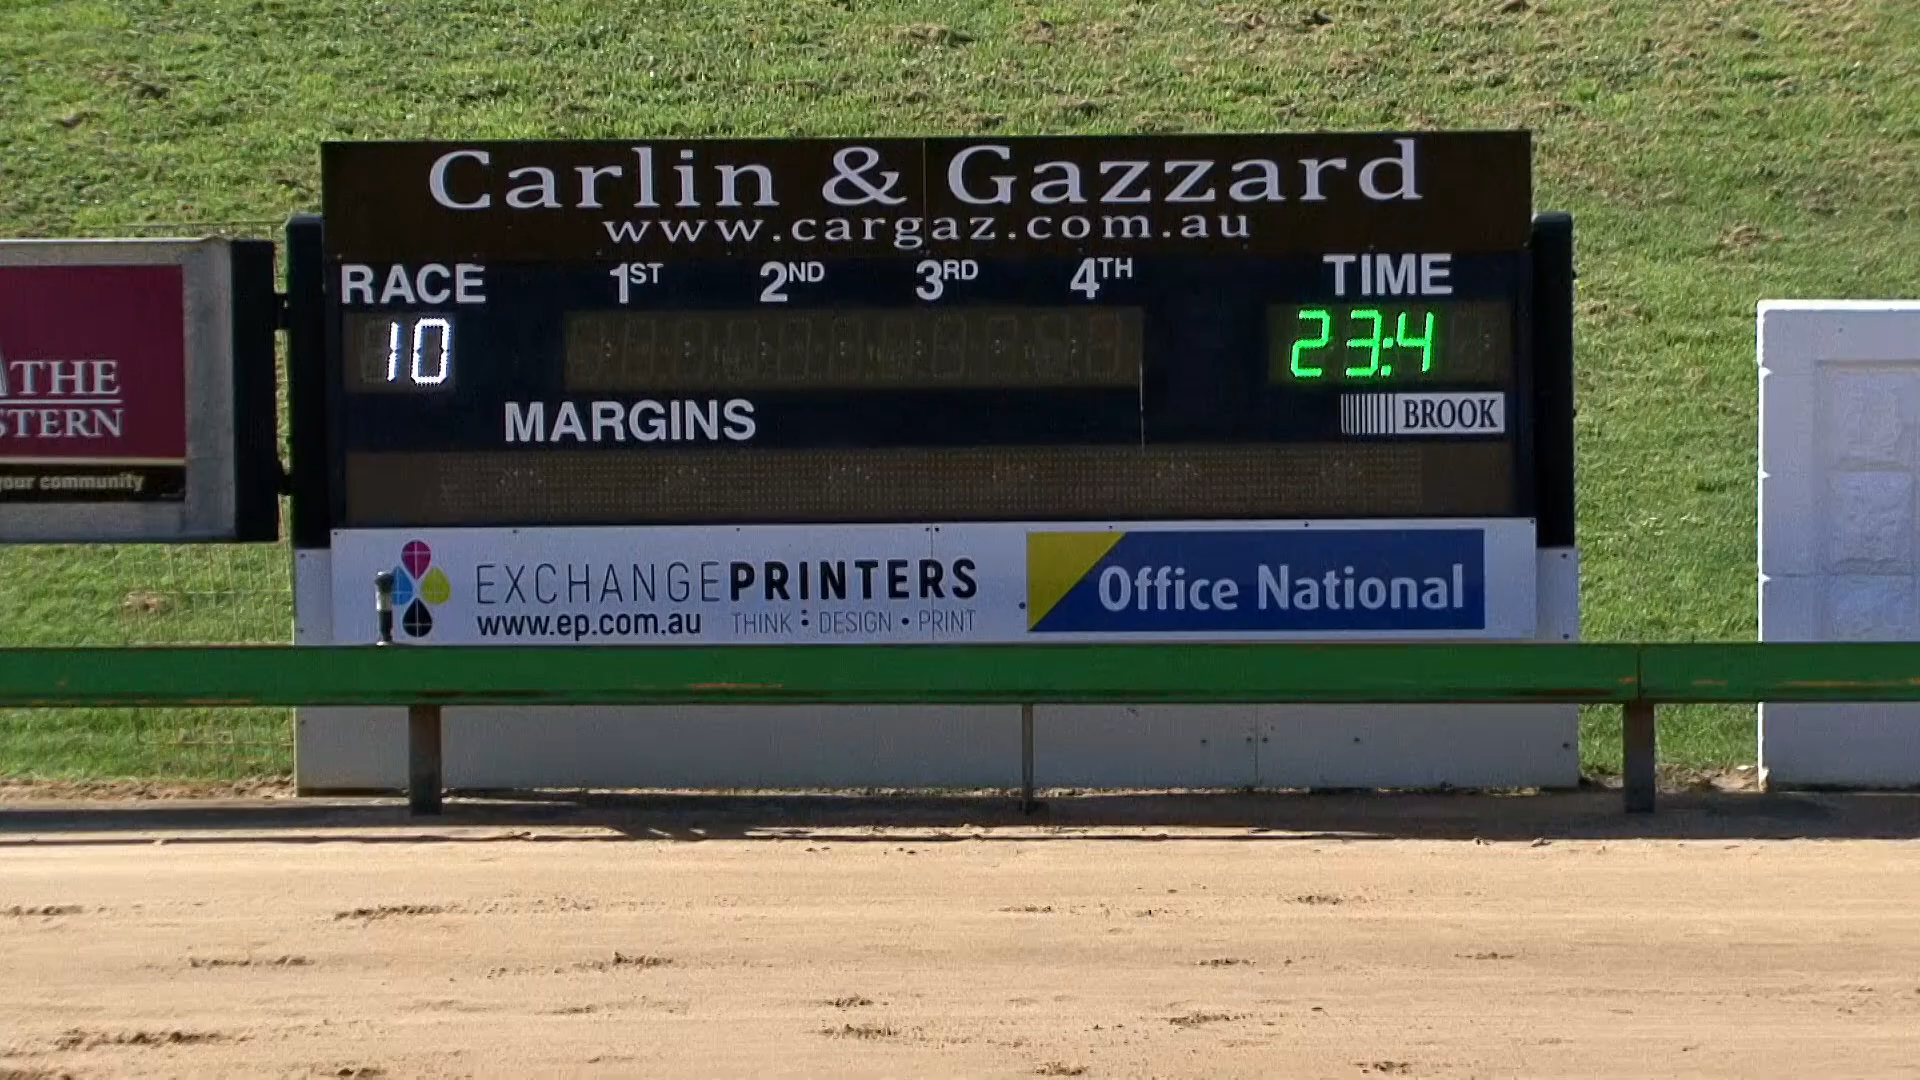 Carlin & Gazzard
www.cargaz.com.au
RACE 1ST 2ND 3RD 4TH TIME
10 23:4
MARGINS
BROOK
THE
STERN
your community
EXCHANGEPRINTERS
www.ep.com.au THINK • DESIGN • PRINT
Office National